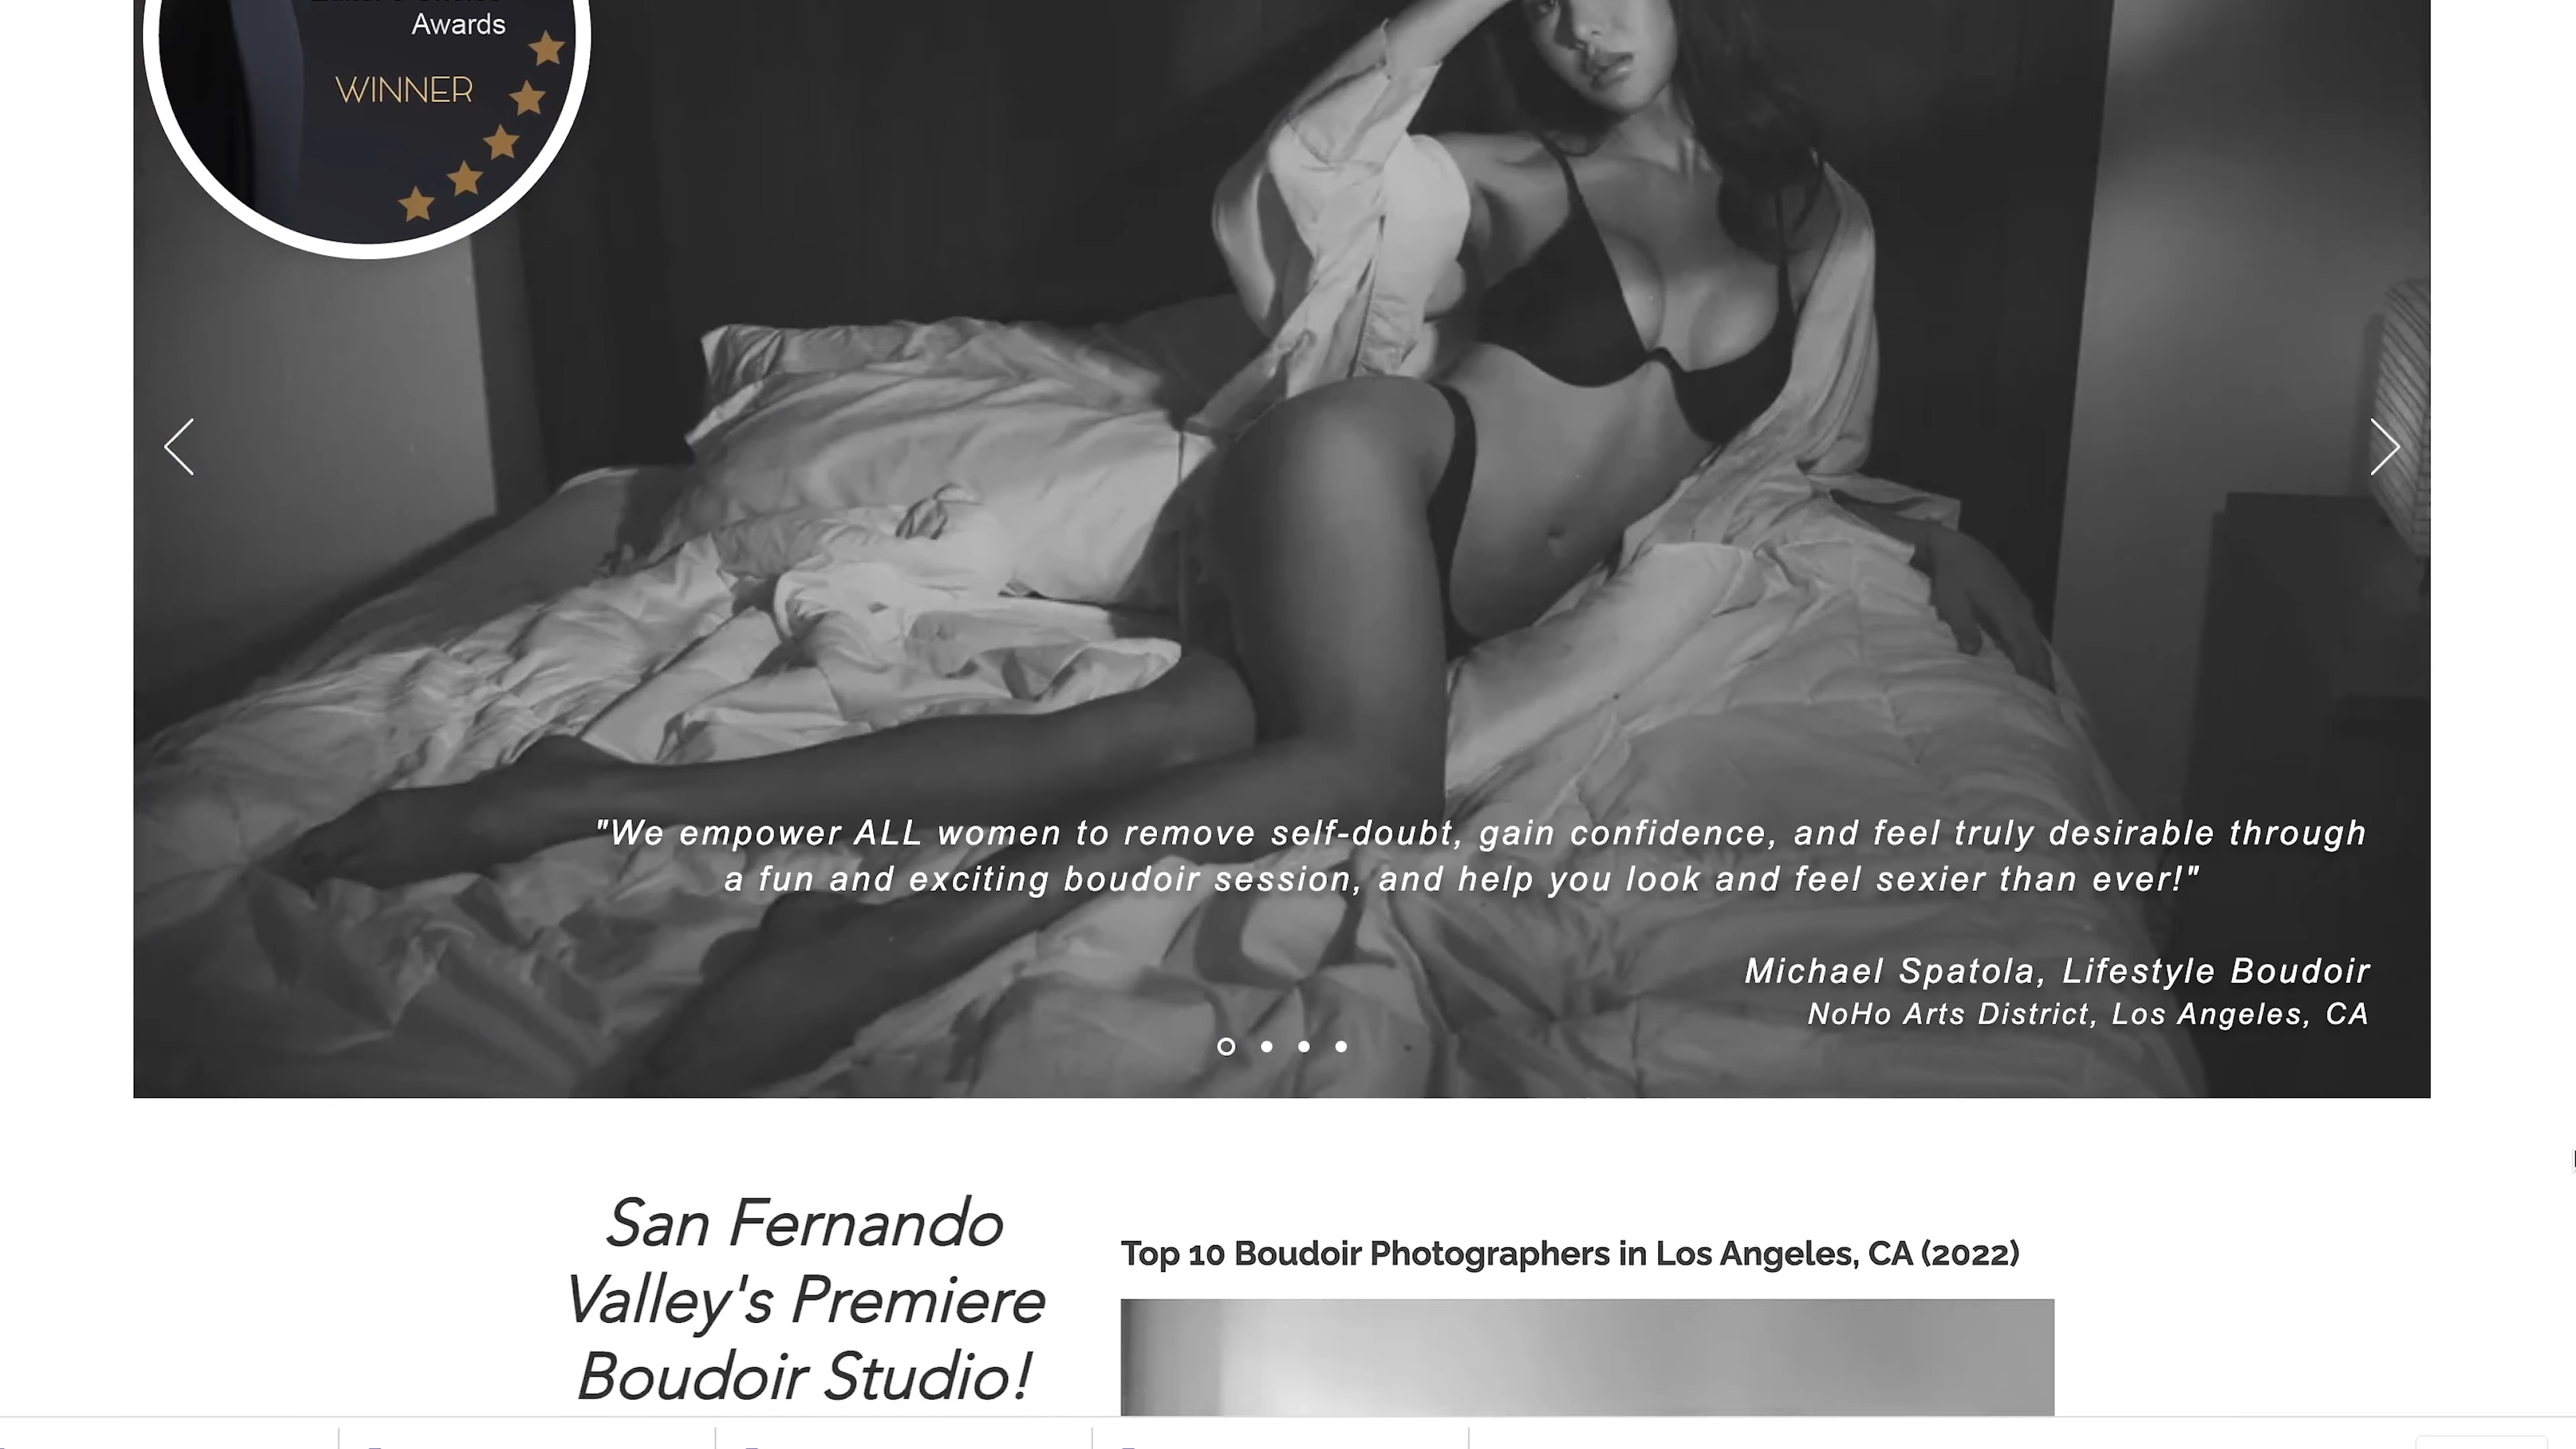 Awards
WINNER
"We empower ALL women to remove self-doubt, gain confidence, and feel truly desirable through
a fun and exciting boudoir session, and help you look and feel sexier than ever!"
Michael Spatola, Lifestyle Boudoir
NoHo Arts District, Los Angeles, CA
San Fernando
Valley's Premiere
Boudoir Studio!
Top 10 Boudoir Photographers in Los Angeles, CA (2022)